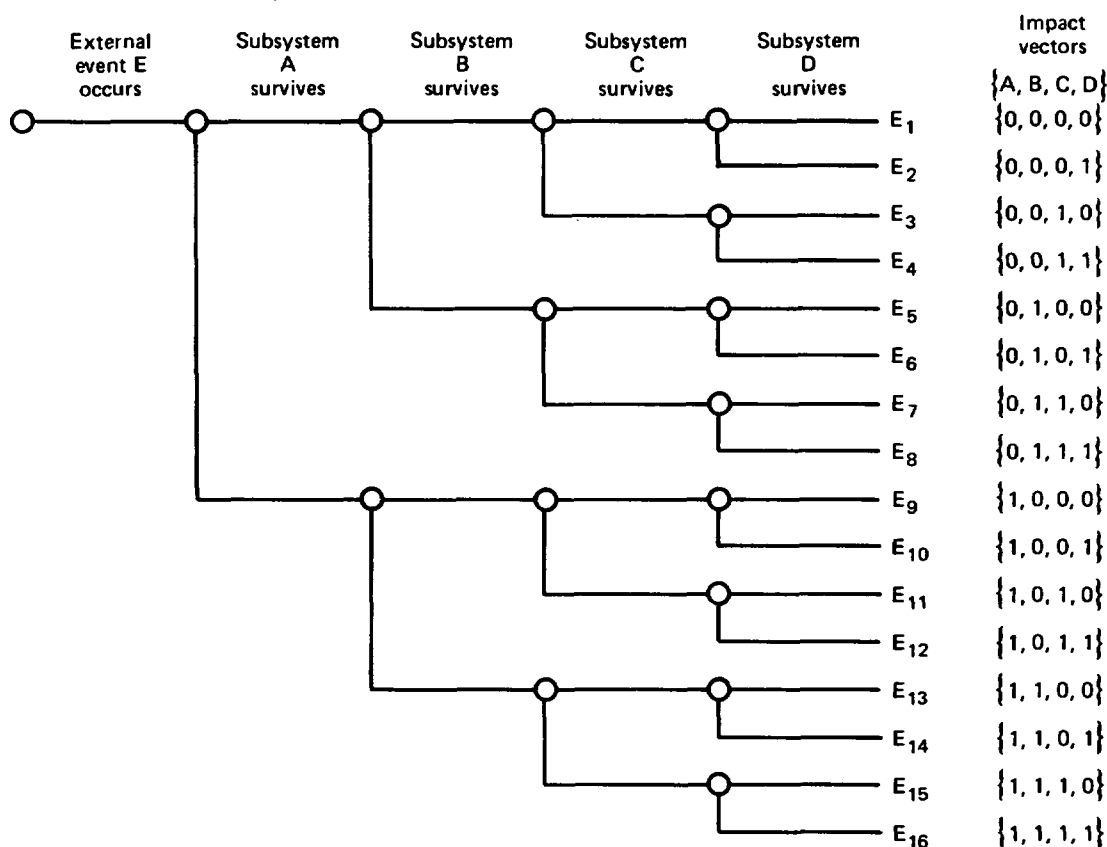 External event E occurs
Subsystem A survives
Subsystem B survives
Subsystem C survives
Subsystem D survives
Impact vectors
{A, B, C, D}
E1 {0, 0, 0, 0}
E2 {0, 0, 0, 1}
E3 {0, 0, 1, 0}
E4 {0, 0, 1, 1}
E5 {0, 1, 0, 0}
E6 {0, 1, 0, 1}
E7 {0, 1, 1, 0}
E8 {0, 1, 1, 1}
E9 {1, 0, 0, 0}
E10 {1, 0, 0, 1}
E11 {1, 0, 1, 0}
E12 {1, 0, 1, 1}
E13 {1, 1, 0, 0}
E14 {1, 1, 0, 1}
E15 {1, 1, 1, 0}
E16 {1, 1, 1, 1}